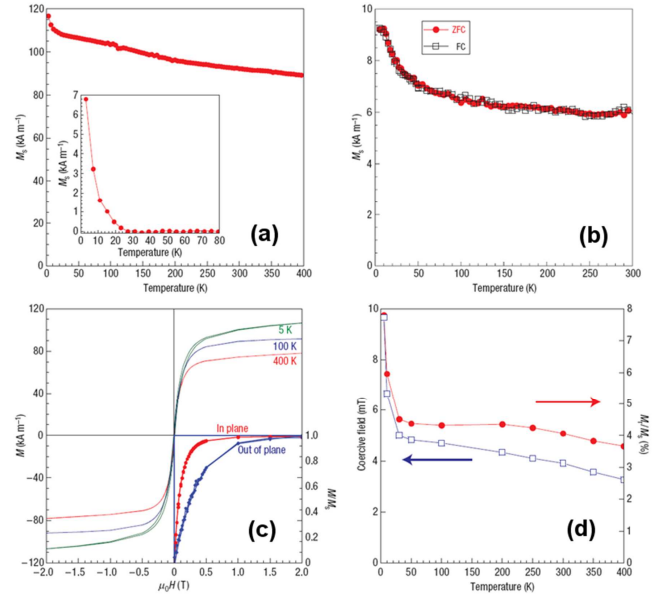 120
100
80
60
40
20
0
Mₛ (kA m⁻¹)
0 50 100 150 200 250 300 350 400
Temperature (K)
7
6
5
4
3
2
1
0
Mₛ (kA m⁻¹)
0 10 20 30 40 50 60 70 80
Temperature (K)
(a)
10
8
6
4
2
0
Mₛ (kA m⁻¹)
ZFC
FC
0 50 100 150 200 250 300
Temperature (K)
(b)
120
80
40
0
−40
−80
−120
M (kA m⁻¹)
5 K
100 K
400 K
In plane
Out of plane
1.0
0.8
0.6
0.4
0.2
0
M/Mₛ
−2.0 −1.5 −1.0 −0.5 0 0.5 1.0 1.5 2.0
μ₀H (T)
(c)
10
8
6
4
2
0
Coercive field (mT)
8
7
6
5
4
3
2
1
0
Mᵣ/Mₛ (%)
0 50 100 150 200 250 300 350 400
Temperature (K)
(d)